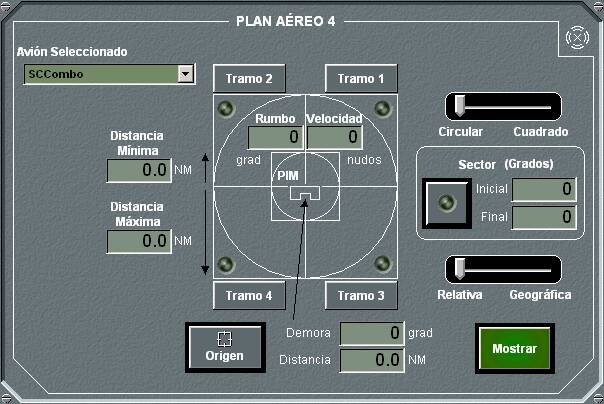 PLAN AÉREO 4
Avión Seleccionado
SCCombo
Tramo 2
Tramo 1
Rumbo
Velocidad
0
0
grad
nudos
PIM
Distancia
Mínima
0.0 NM
Distancia
Máxima
0.0 NM
Circular
Cuadrado
Sector (Grados)
Inicial 0
Final 0
Relativa
Geográfica
Tramo 4
Tramo 3
Origen
Demora 0 grad
Distancia 0.0 NM
Mostrar